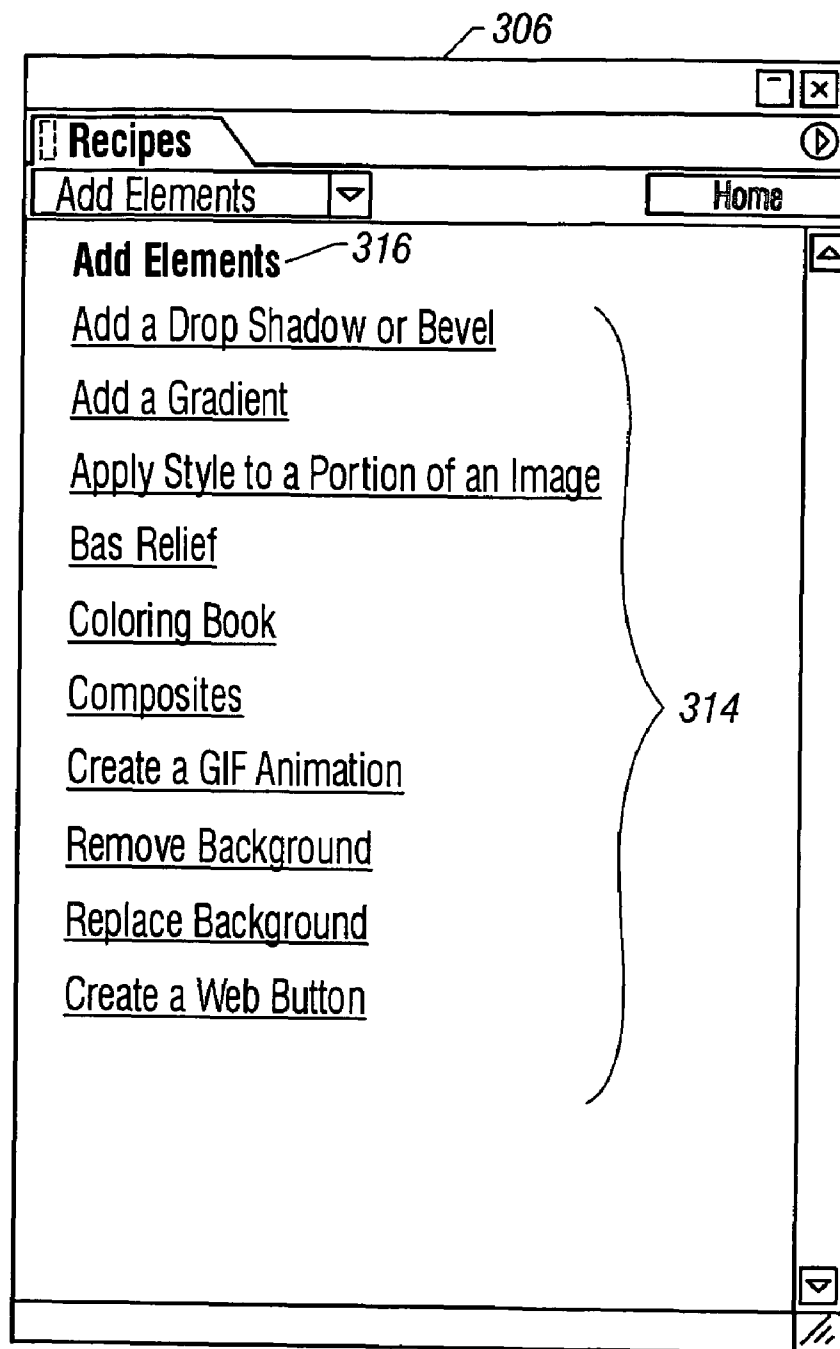 306
Recipes
Add Elements Home
Add Elements 316
Add a Drop Shadow or Bevel
Add a Gradient
Apply Style to a Portion of an Image
Bas Relief
Coloring Book
Composites
314
Create a GIF Animation
Remove Background
Replace Background
Create a Web Button